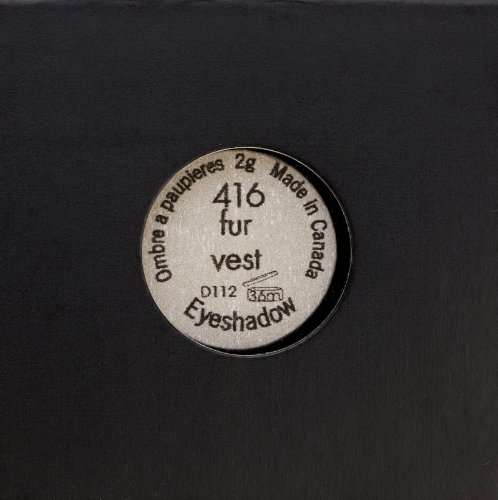 Ombre a paupieres 2g Made in Canada
416
fur
vest
D112 36m
Eyeshadow